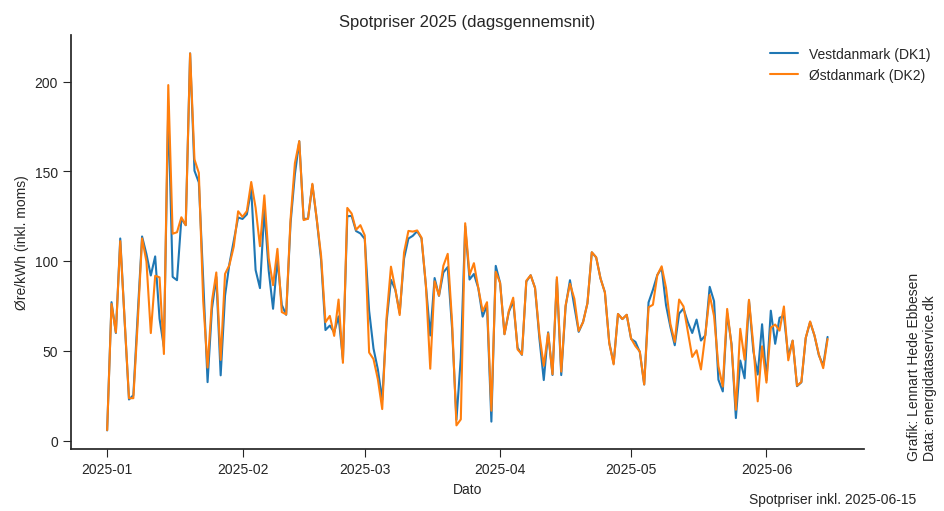 Spotpriser 2025 (dagsgennemsnit)
Vestdanmark (DK1)
Østdanmark (DK2)
Øre/kWh (inkl. moms)
200
150
100
50
0
2025-01
2025-02
2025-03
2025-04
2025-05
2025-06
Dato
Grafik: Lennart Hede Ebbesen
Data: energidataservice.dk
Spotpriser inkl. 2025-06-15